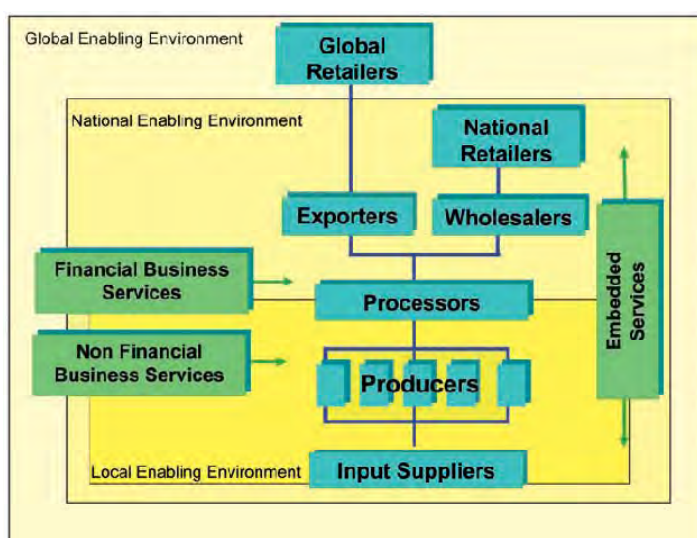 Global Enabling Environment
Global
Retailers
National Enabling Environment
National
Retailers
Exporters
Wholesalers
Financial Business
Services
Processors
Embedded
Services
Non Financial
Business Services
Producers
Local Enabling Environment
Input Suppliers